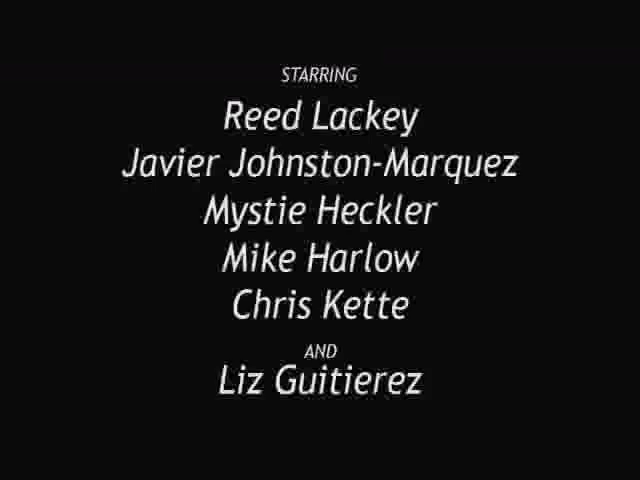 STARRING
Reed Lackey
Javier Johnston-Marquez
Mystie Heckler
Mike Harlow
Chris Kette
AND
Liz Guitierez